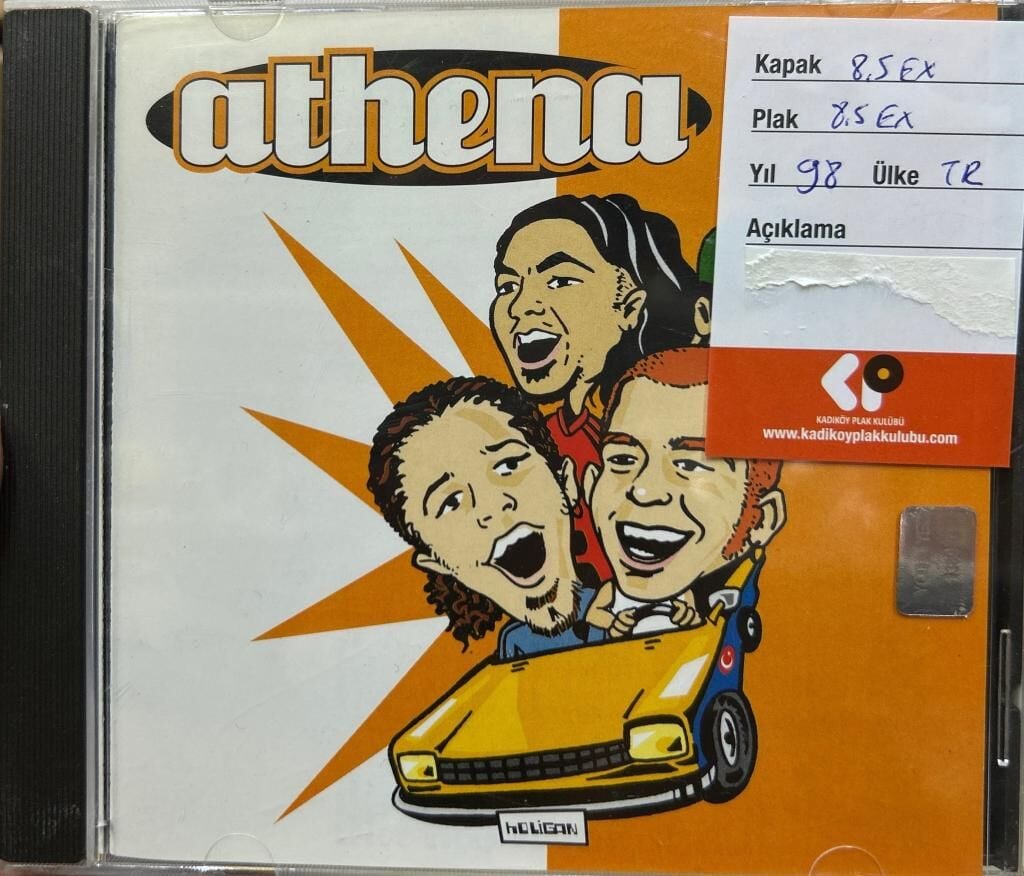 athena
Kapak 8.5 EX
Plak 8.5 EX
Yıl 98 Ülke TR
Açıklama
KADIKÖY PLAK KULÜBÜ
www.kadikoyplakkulubu.com
hOLiGAN